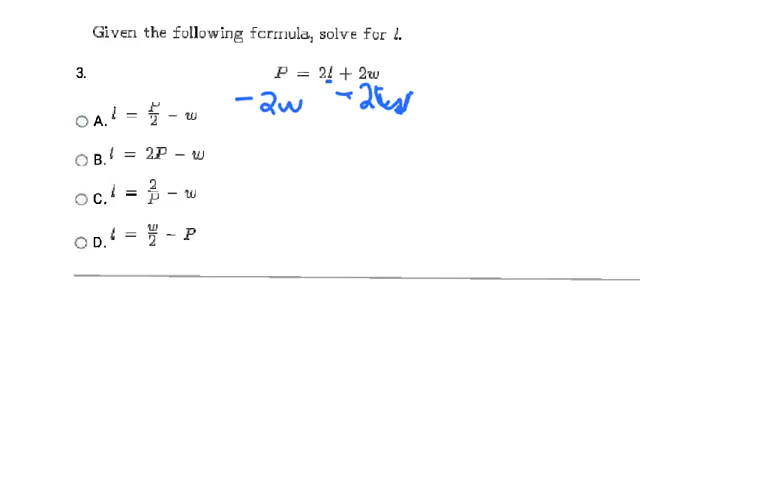 Given the following formula, solve for l.
3.
P = 2l + 2w
-2w -2w
A. l = P/2 - w
B. l = 2P - w
C. l = 2/P - w
D. l = w/2 - P